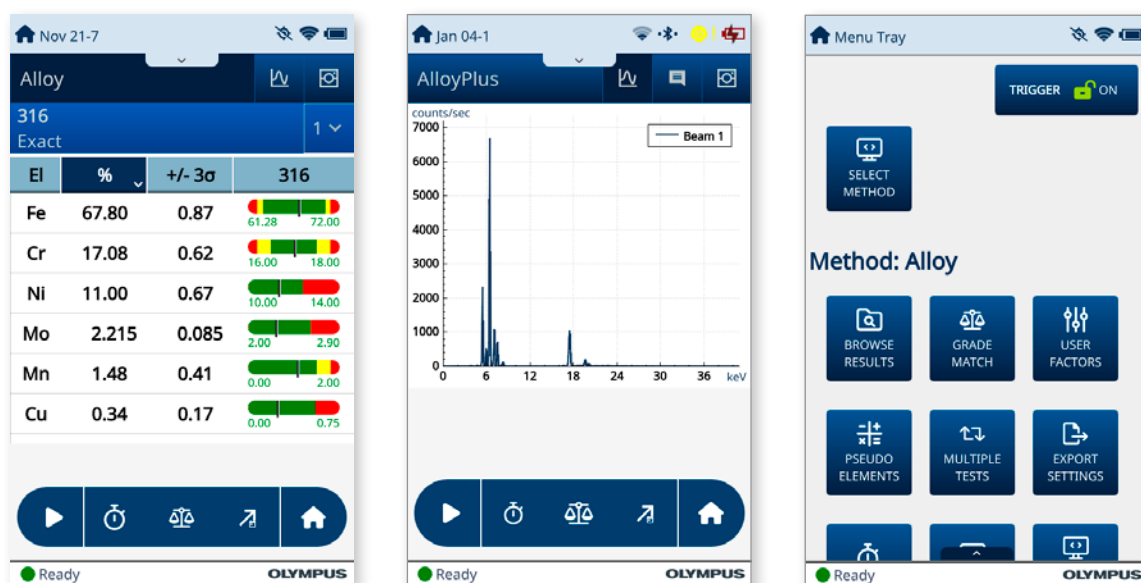 Nov 21-7
Alloy
316
Exact
1
El % +/- 3σ 316
Fe 67.80 0.87
61.28 72.00
Cr 17.08 0.62
16.00 18.00
Ni 11.00 0.67
10.00 14.00
Mo 2.215 0.085
2.00 2.90
Mn 1.48 0.41
0.00 2.00
Cu 0.34 0.17
0.00 0.75
Ready OLYMPUS
Jan 04-1
AlloyPlus
counts/sec
7000
Beam 1
6000
5000
4000
3000
2000
1000
0
0 6 12 18 24 30 36 keV
Ready OLYMPUS
Menu Tray
TRIGGER ON
SELECT
METHOD
Method: Alloy
BROWSE
RESULTS
GRADE
MATCH
USER
FACTORS
PSEUDO
ELEMENTS
MULTIPLE
TESTS
EXPORT
SETTINGS
Ready OLYMPUS